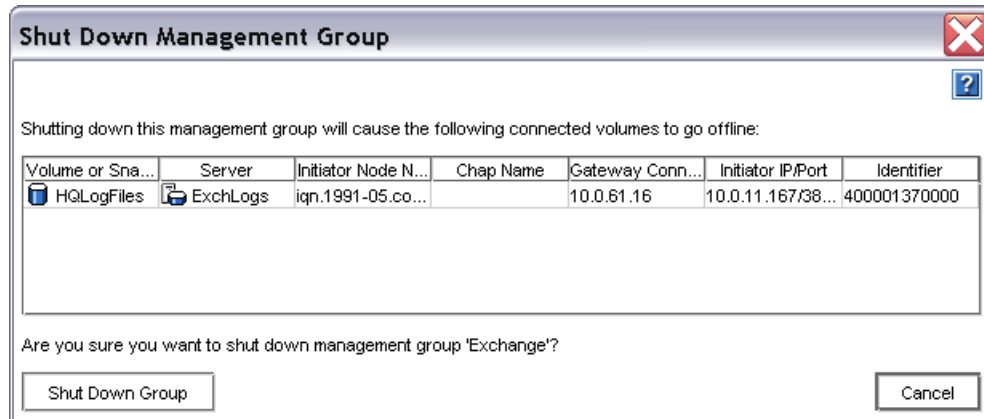 Shut Down Management Group
?
Shutting down this management group will cause the following connected volumes to go offline:
Volume or Sna... Server Initiator Node N... Chap Name Gateway Conn... Initiator IP/Port Identifier
HQLogFiles ExchLogs iqn.1991-05.co... 10.0.61.16 10.0.11.167/38... 400001370000
Are you sure you want to shut down management group 'Exchange'?
Shut Down Group Cancel